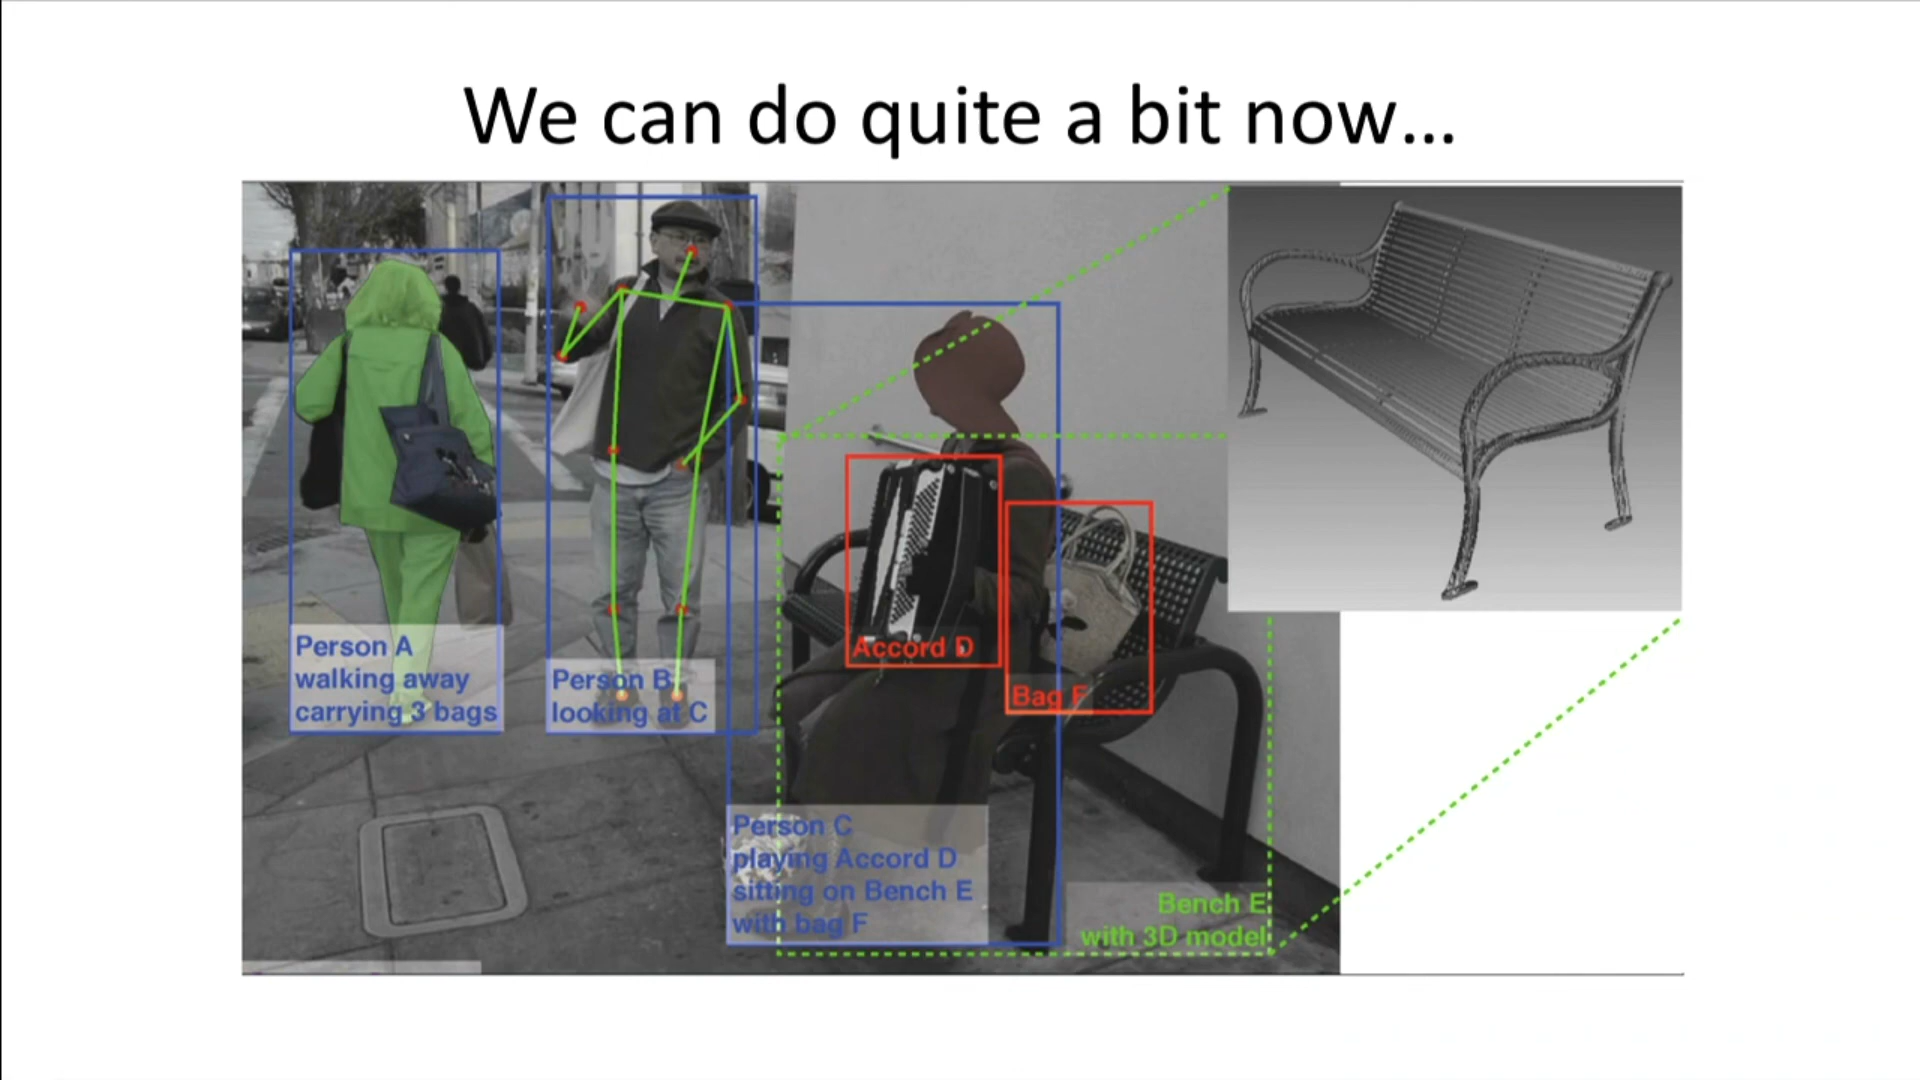 We can do quite a bit now...
Person A
walking away
carrying 3 bags
Person B
looking at C
Accord D
Bag F
Person C
playing Accord D
sitting on Bench E
with bag F
Bench E
with 3D model